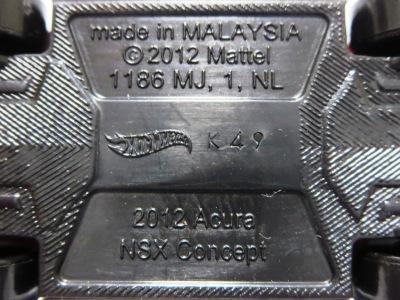 made in MALAYSIA
© 2012 Mattel
1186 MJ, 1, NL
Hot Wheels K49
2012 Acura
NSX Concept